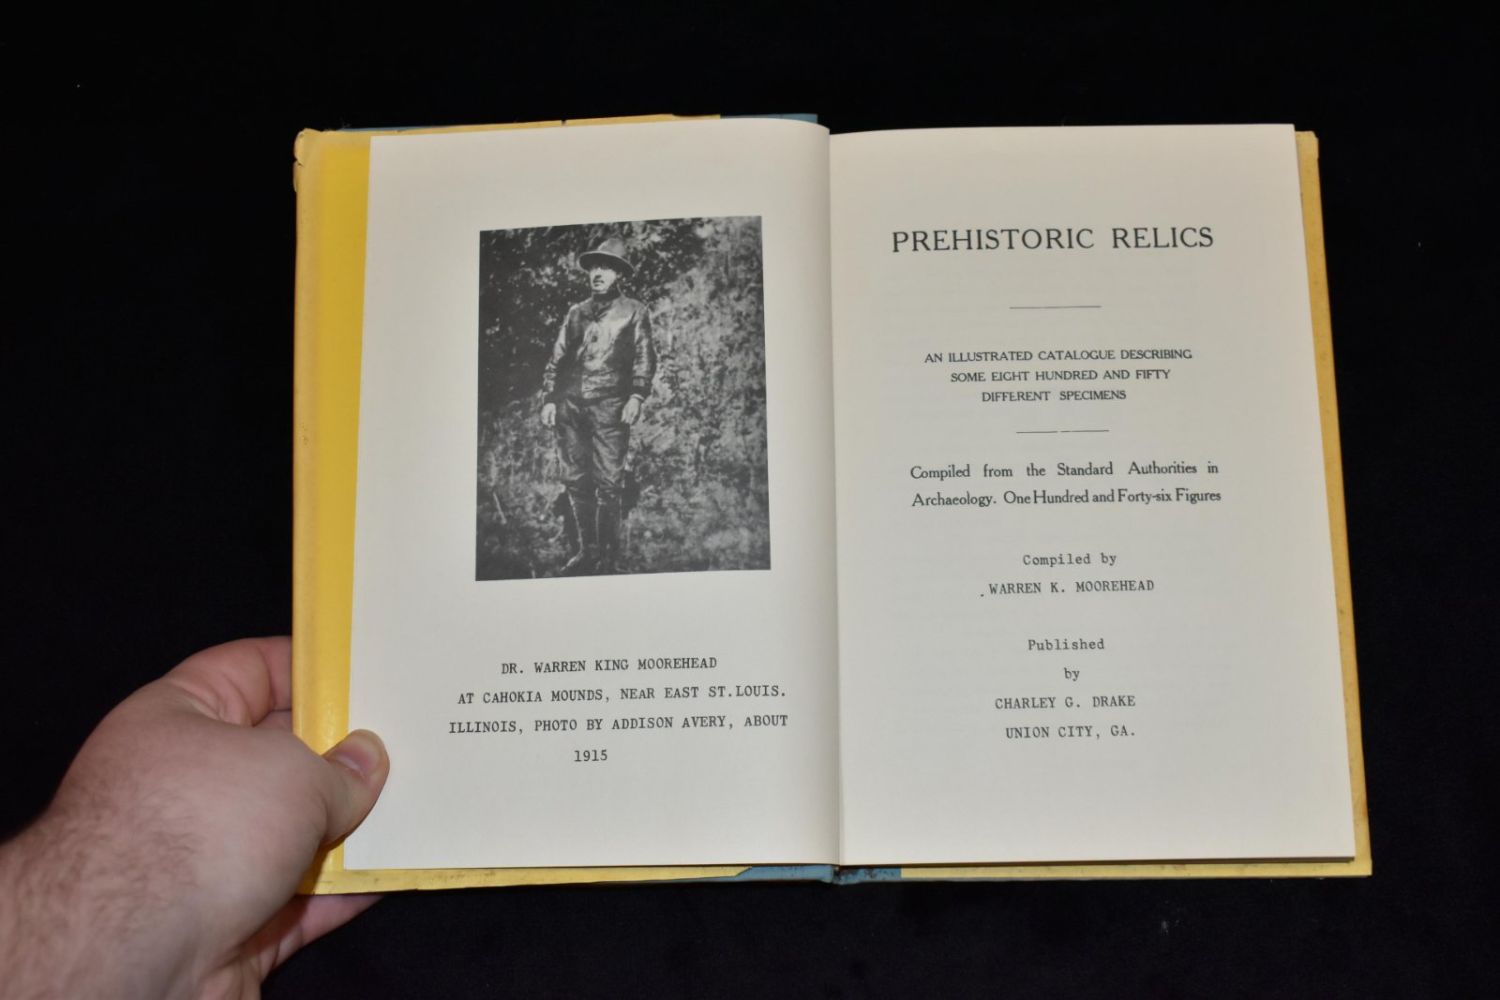 DR. WARREN KING MOOREHEAD
AT CAHOKIA MOUNDS, NEAR EAST ST.LOUIS.
ILLINOIS, PHOTO BY ADDISON AVERY, ABOUT
1915
PREHISTORIC RELICS
AN ILLUSTRATED CATALOGUE DESCRIBING
SOME EIGHT HUNDRED AND FIFTY
DIFFERENT SPECIMENS
Compiled from the Standard Authorities in
Archaeology. One Hundred and Forty-six Figures
Compiled by
WARREN K. MOOREHEAD
Published
by
CHARLEY G. DRAKE
UNION CITY, GA.